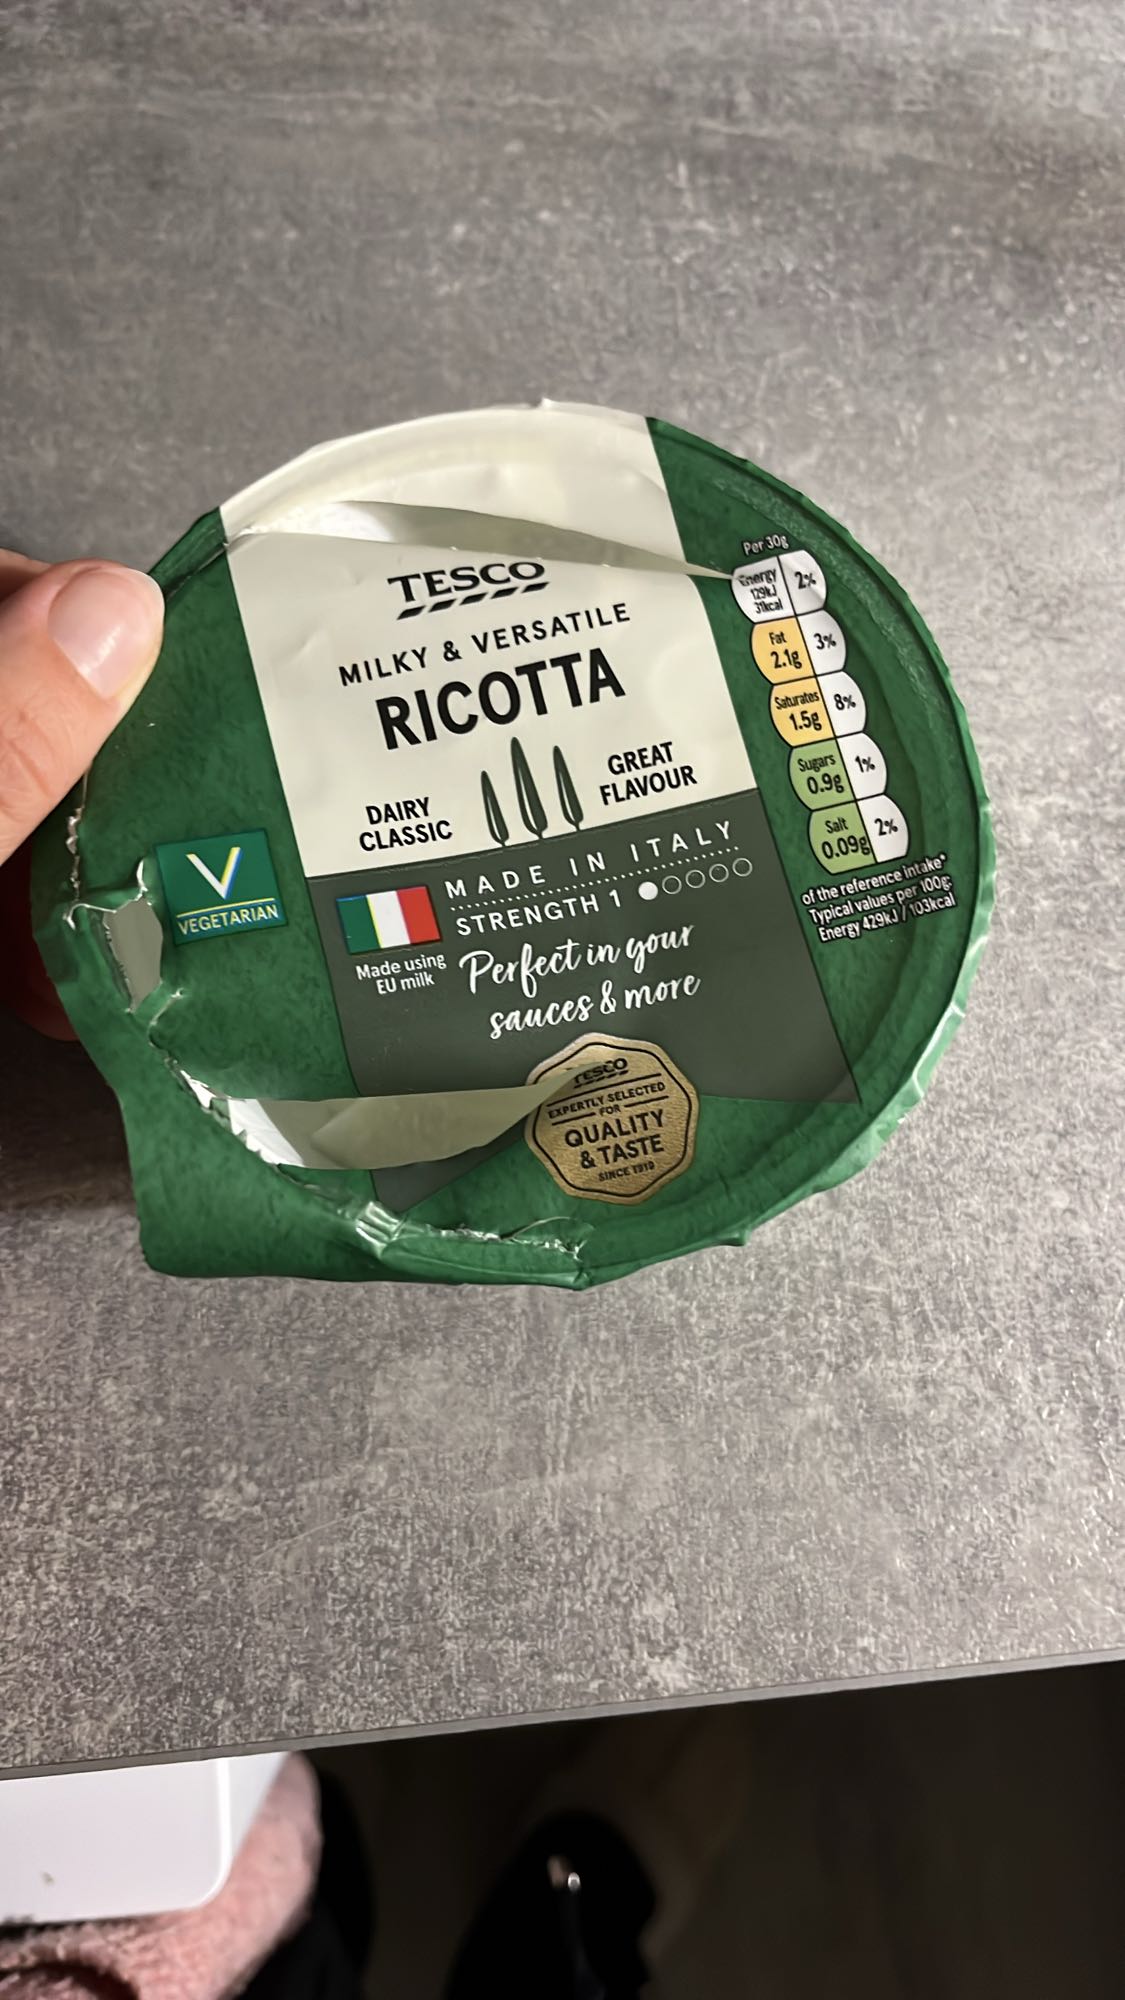 TESCO
MILKY & VERSATILE
RICOTTA
DAIRY
CLASSIC
GREAT
FLAVOUR
MADE IN ITALY
STRENGTH 1
Made using
EU milk
Perfect in your
sauces & more
V
VEGETARIAN
TESCO
EXPERTLY SELECTED
FOR
QUALITY
& TASTE
SINCE 1919
Per 30g
Energy
129kJ
31kcal
2%
Fat
2.1g
3%
Saturates
1.5g
8%
Sugars
0.9g
1%
Salt
0.09g
2%
of the reference intake*
Typical values per 100g:
Energy 429kJ / 103kcal